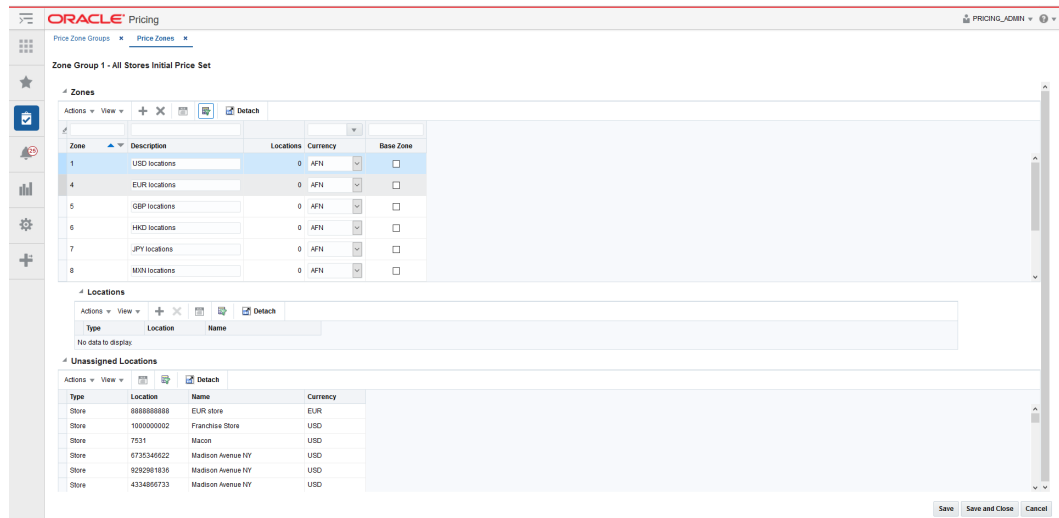 ORACLE® Pricing PRICING_ADMIN
Price Zone Groups × Price Zones ×
Zone Group 1 - All Stores Initial Price Set
Zones
Actions View Detach
Zone Description Locations Currency Base Zone
1 USD locations 0 AFN
4 EUR locations 0 AFN
5 GBP locations 0 AFN
6 HKD locations 0 AFN
7 JPY locations 0 AFN
8 MXN locations 0 AFN
25
Locations
Actions View Detach
Type Location Name
No data to display.
Unassigned Locations
Actions View Detach
Type Location Name Currency
Store 8888888888 EUR store EUR
Store 1000000002 Franchise Store USD
Store 7531 Macon USD
Store 6735346622 Madison Avenue NY USD
Store 9292981836 Madison Avenue NY USD
Store 4334866733 Madison Avenue NY USD
Save Save and Close Cancel